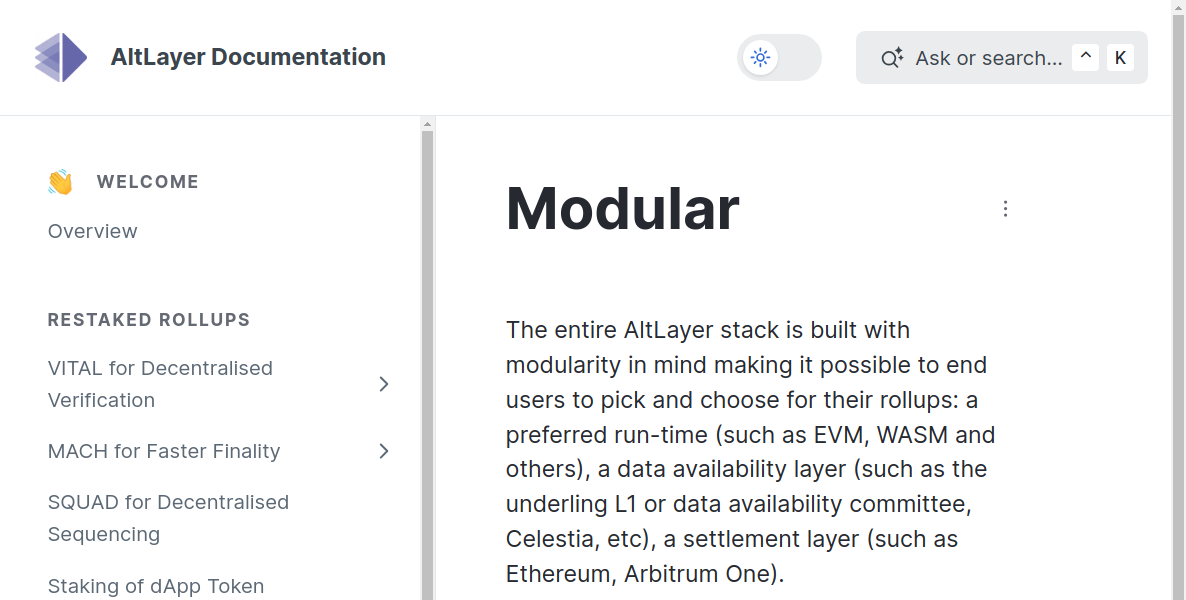 AltLayer Documentation
Ask or search... ^ K
👋 WELCOME
Overview
RESTAKED ROLLUPS
VITAL for Decentralised
Verification
MACH for Faster Finality
SQUAD for Decentralised
Sequencing
Staking of dApp Token
Modular
The entire AltLayer stack is built with
modularity in mind making it possible to end
users to pick and choose for their rollups: a
preferred run-time (such as EVM, WASM and
others), a data availability layer (such as the
underling L1 or data availability committee,
Celestia, etc), a settlement layer (such as
Ethereum, Arbitrum One).